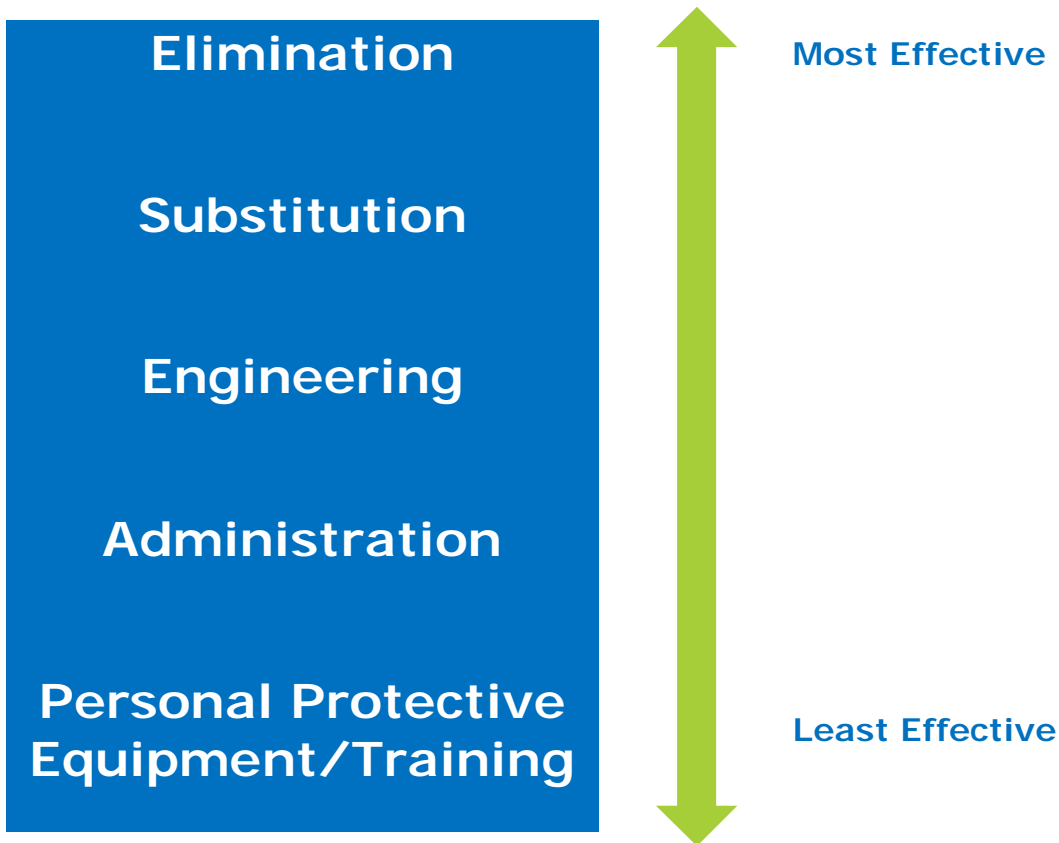 Elimination
Most Effective
Substitution
Engineering
Administration
Personal Protective
Equipment/Training
Least Effective